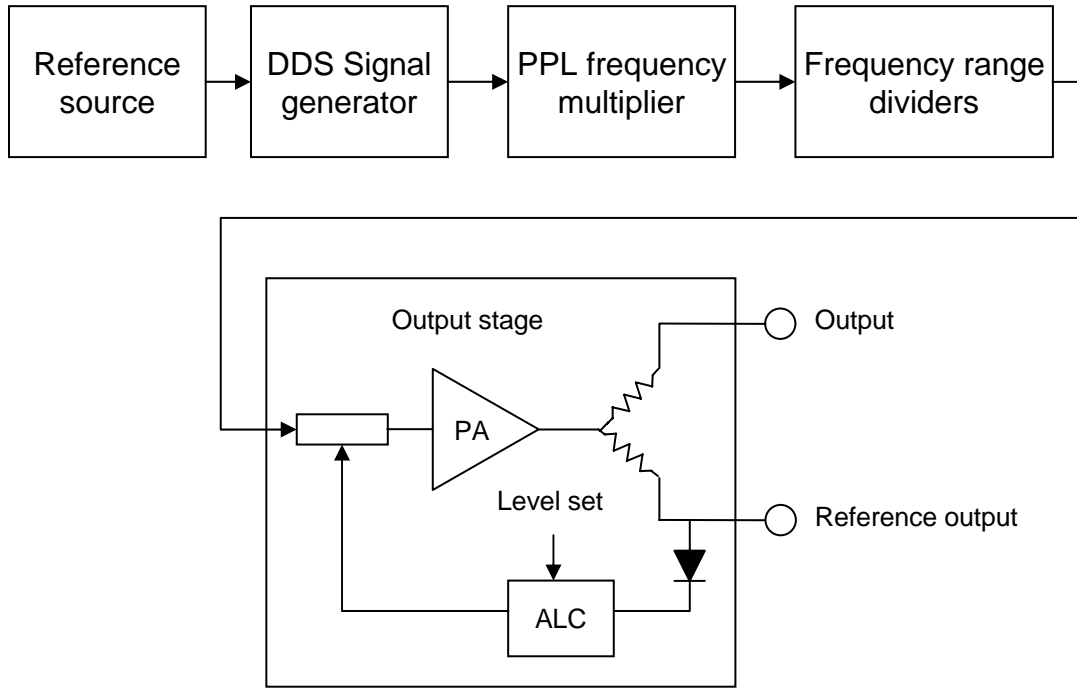 Reference
source
DDS Signal
generator
PPL frequency
multiplier
Frequency range
dividers
Output stage
Output
PA
Level set
Reference output
ALC